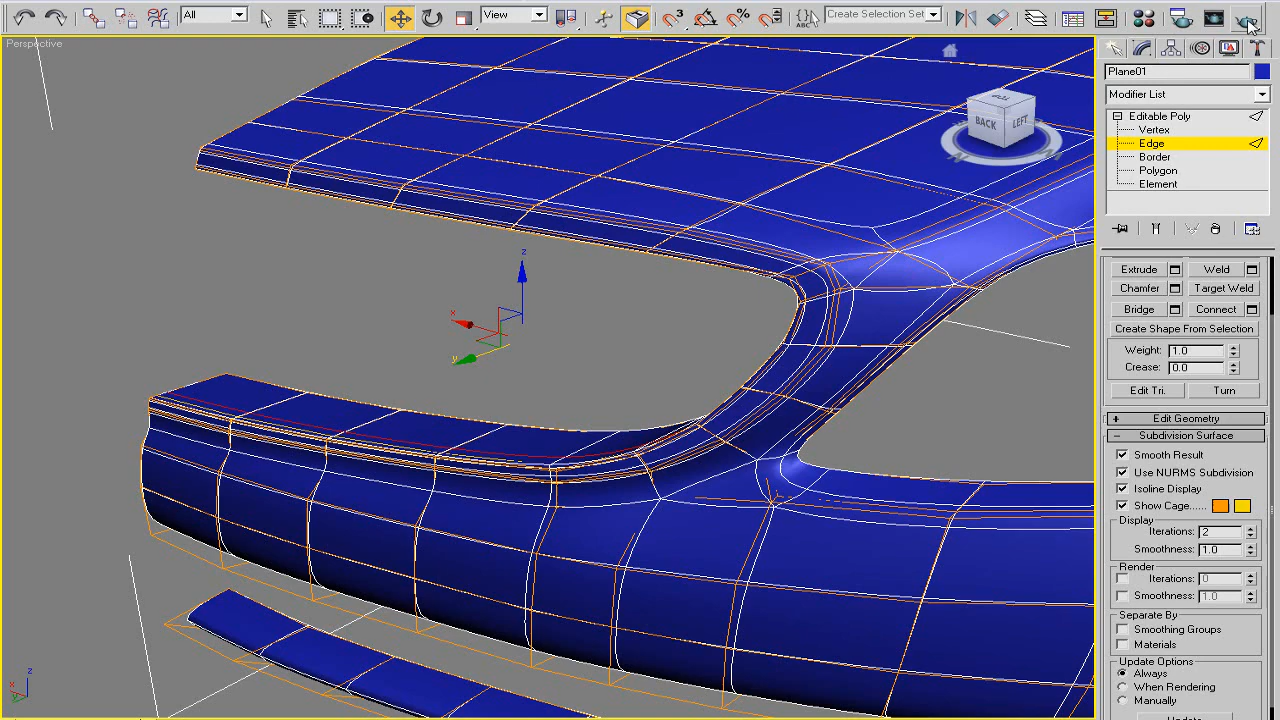 All
View
ABC
Create Selection Set
Perspective
Plane01
Modifier List
Editable Poly
Vertex
Edge
Border
Polygon
Element
BACK
LEFT
z
x
y
Extrude
Weld
Chamfer
Target Weld
Bridge
Connect
Create Shape From Selection
Weight: 1.0
Crease: 0.0
Edit Tri.
Turn
+ Edit Geometry
- Subdivision Surface
Smooth Result
Use NURMS Subdivision
Isoline Display
Show Cage......
Display
Iterations: 2
Smoothness: 1.0
Render
Iterations: 0
Smoothness: 1.0
Separate By
Smoothing Groups
Materials
Update Options
Always
When Rendering
Manually
Update
z
x